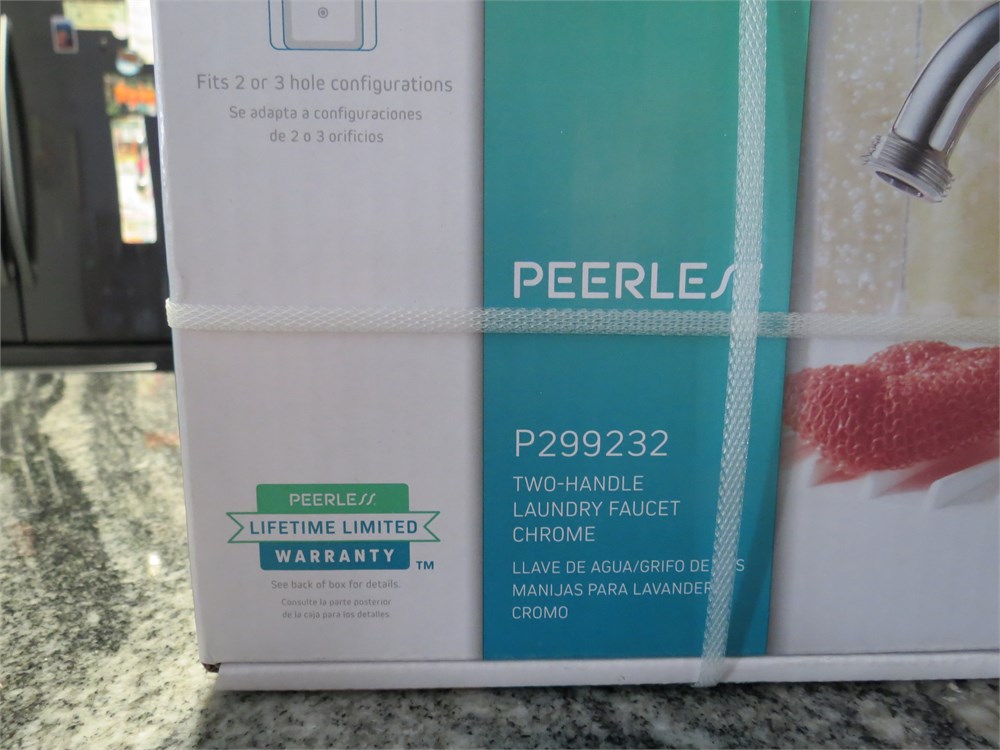 Fits 2 or 3 hole configurations
Se adapta a configuraciones
de 2 o 3 orificios
PEERLESS
P299232
TWO-HANDLE
LAUNDRY FAUCET
CHROME
LLAVE DE AGUA/GRIFO DE
MANIJAS PARA
CROMO
PEERLESS
LIFETIME LIMITED
WARRANTY TM
See back of box for details.
Consulte la parte posterior
de la caja para los detalles.